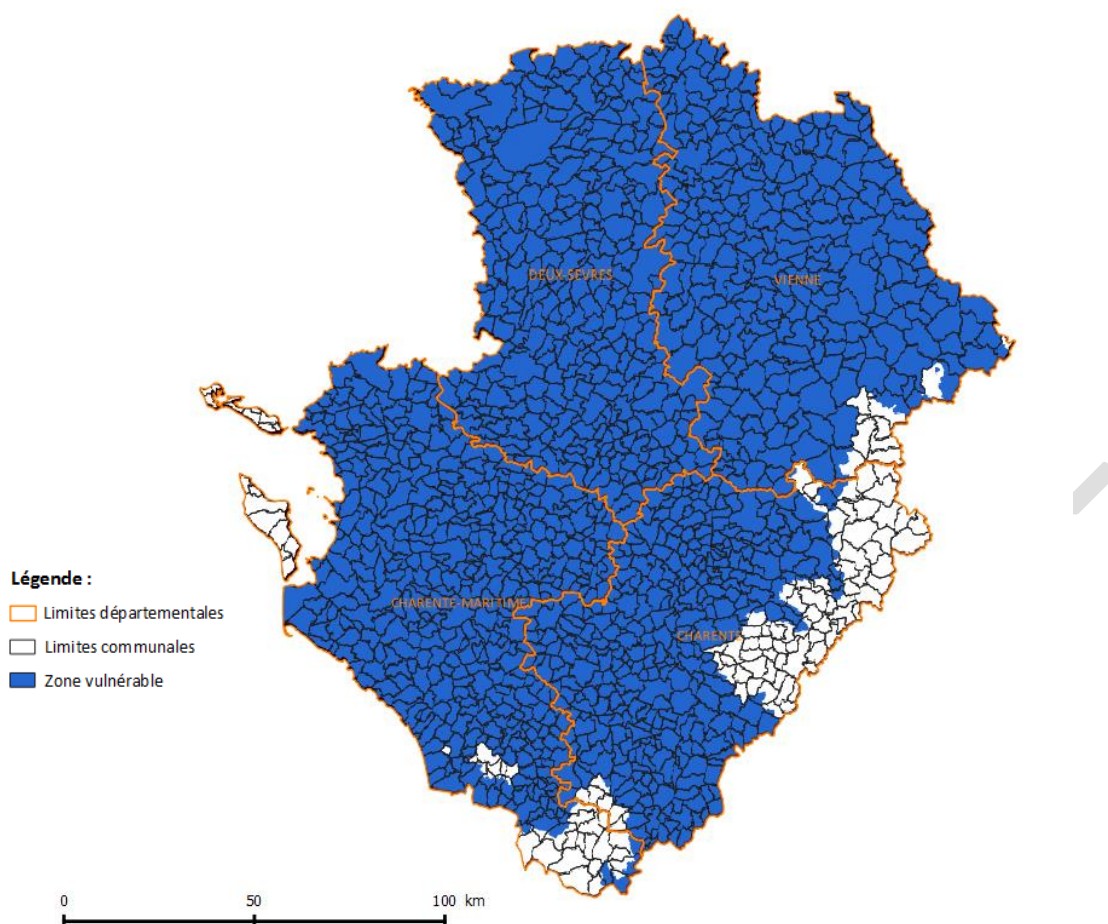 DEUX-SEVRES
VIENNE
CHARENTE-MARITIME
CHARENTE
Légende :
Limites départementales
Limites communales
Zone vulnérable
0 50 100 km